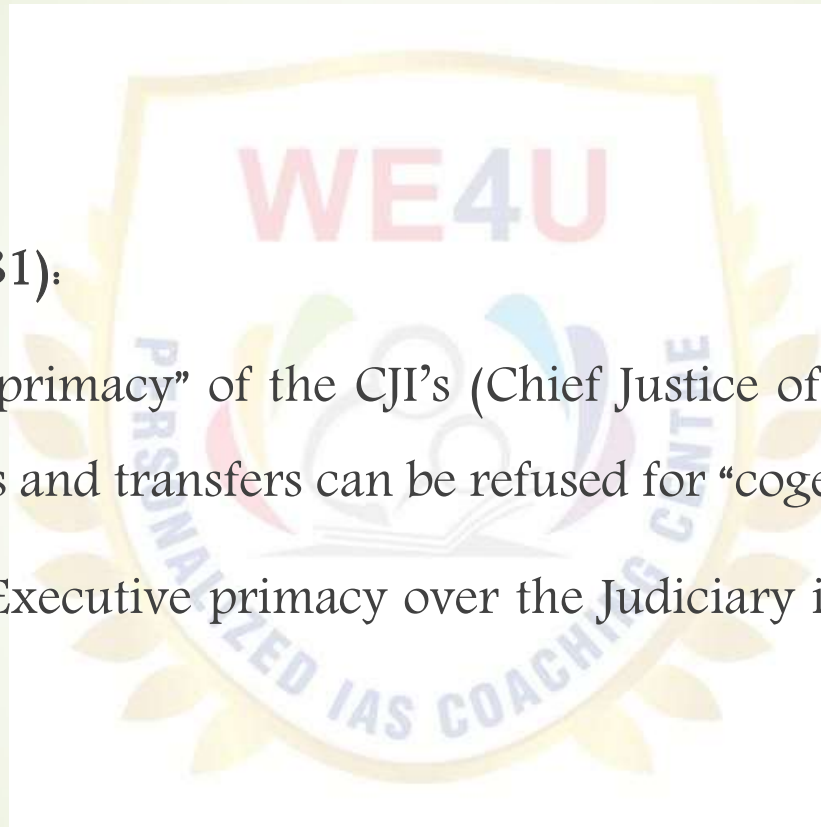 WE4U
31):
primacy” of the CJI’s (Chief Justice of
s and transfers can be refused for “coge
Executive primacy over the Judiciary i
PERSONALIZED IAS COACHING CENTRE